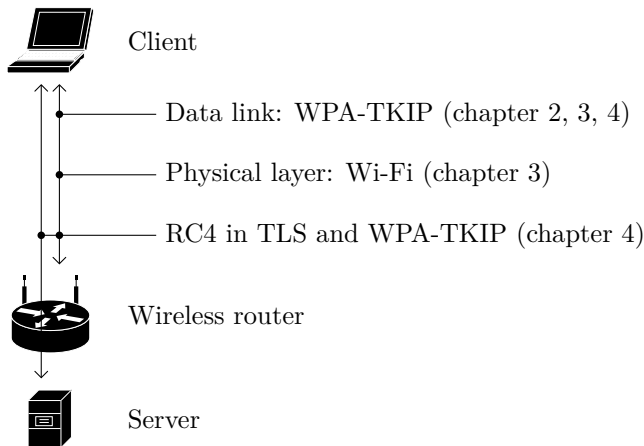 Client
Data link: WPA-TKIP (chapter 2, 3, 4)
Physical layer: Wi-Fi (chapter 3)
RC4 in TLS and WPA-TKIP (chapter 4)
Wireless router
Server